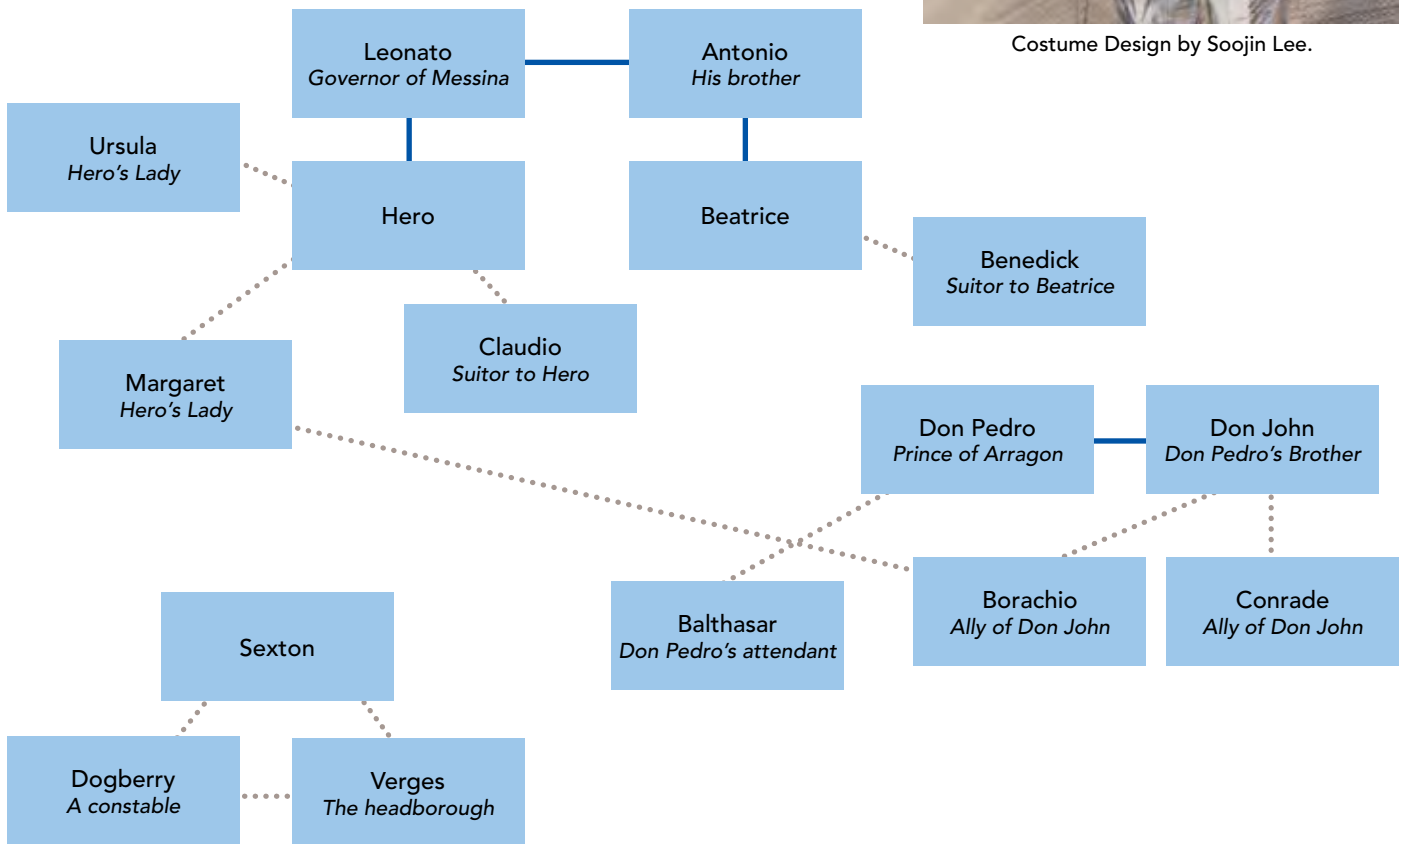 Costume Design by Soojin Lee.
Leonato
Governor of Messina
Antonio
His brother
Ursula
Hero’s Lady
Hero
Beatrice
Benedick
Suitor to Beatrice
Claudio
Suitor to Hero
Margaret
Hero’s Lady
Don Pedro
Prince of Arragon
Don John
Don Pedro’s Brother
Balthasar
Don Pedro’s attendant
Borachio
Ally of Don John
Conrade
Ally of Don John
Sexton
Dogberry
A constable
Verges
The headborough